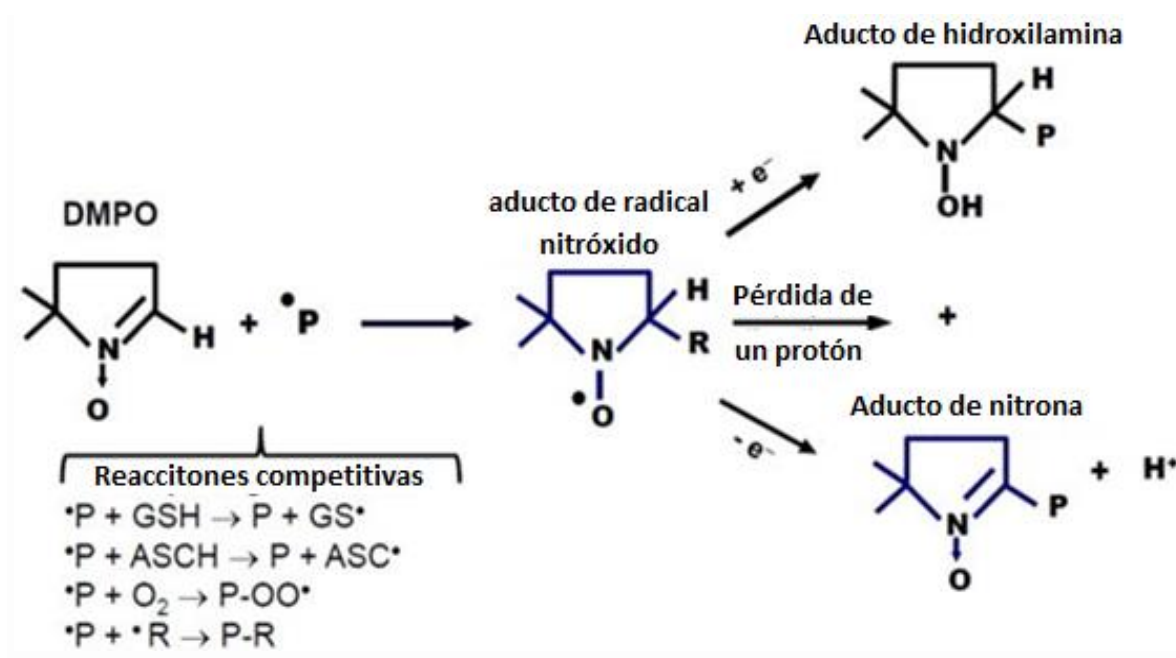 Aducto de hidroxilamina
H
P
N
OH
+ e⁻
aducto de radical
nitróxido
DMPO
H
R
N
•
O
Pérdida de
un protón
+
+ •P
H
N
O
- e⁻
Aducto de nitrona
+ H•
P
N
O
Reaccitones competitivas
•P + GSH → P + GS•
•P + ASCH → P + ASC•
•P + O₂ → P-OO•
•P + •R → P-R